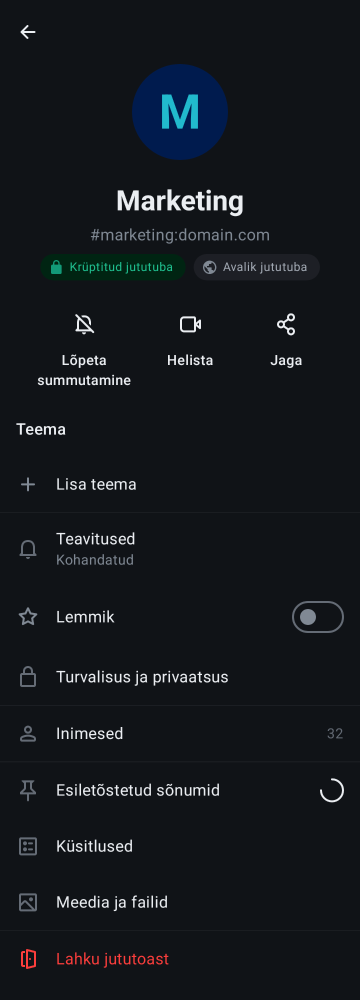 M
Marketing
#marketing:domain.com
Krüptitud jututuba
Avalik jututuba
Lõpeta
summutamine
Helista
Jaga
Teema
Lisa teema
Teavitused
Kohandatud
Lemmik
Turvalisus ja privaatsus
Inimesed 32
Esiletõstetud sõnumid
Küsitlused
Meedia ja failid
Lahku jututoast